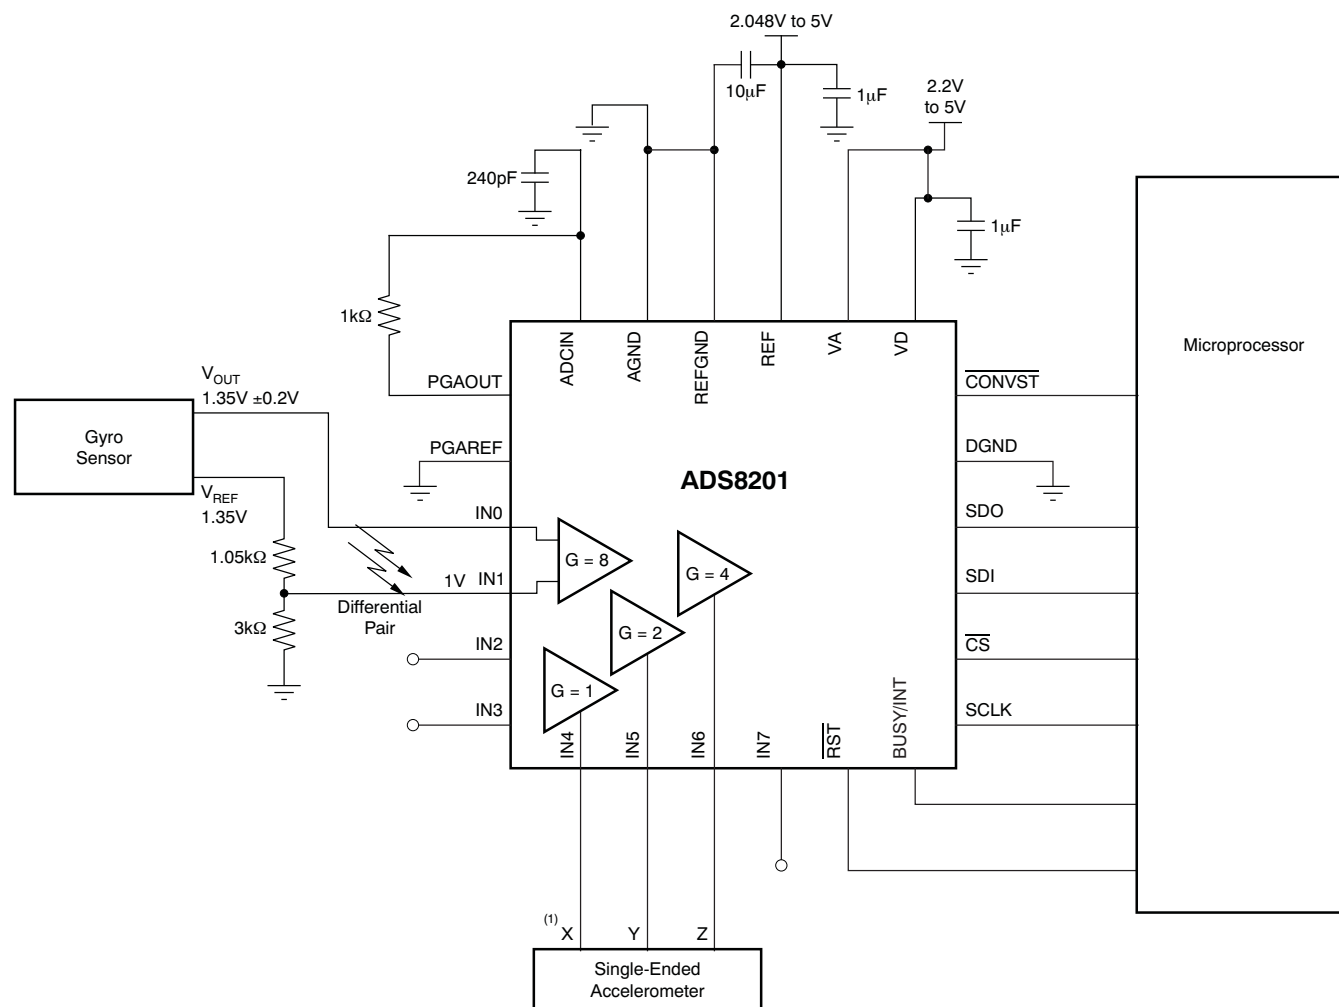 2.048V to 5V
10μF
1μF
2.2V
to 5V
240pF
1μF
1kΩ
ADCIN
AGND
REFGND
REF
VA
VD
Microprocessor
V_OUT
1.35V ±0.2V
PGAOUT
CONVST
Gyro
Sensor
PGAREF
DGND
ADS8201
V_REF
1.35V
IN0
SDO
1.05kΩ
G = 8
G = 4
1V
IN1
SDI
Differential
Pair
3kΩ
G = 2
IN2
CS
G = 1
IN3
SCLK
IN4
IN5
IN6
IN7
RST
BUSY/INT
(1)
X
Y
Z
Single-Ended
Accelerometer